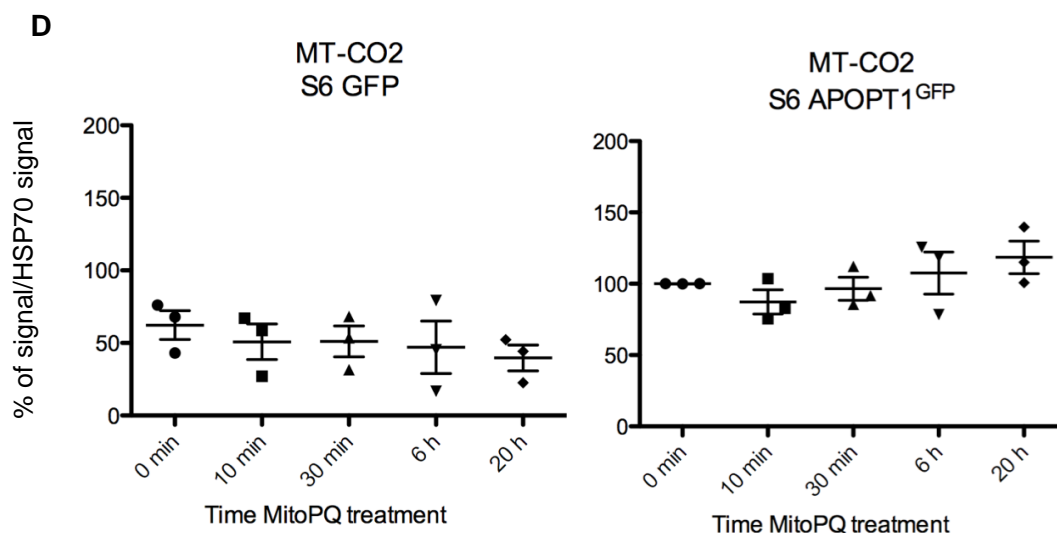 D
MT-CO2
S6 GFP
% of signal/HSP70 signal
200
150
100
50
0
0 min
10 min
30 min
6 h
20 h
Time MitoPQ treatment
MT-CO2
S6 APOPT1^GFP
200
150
100
50
0
0 min
10 min
30 min
6 h
20 h
Time MitoPQ treatment